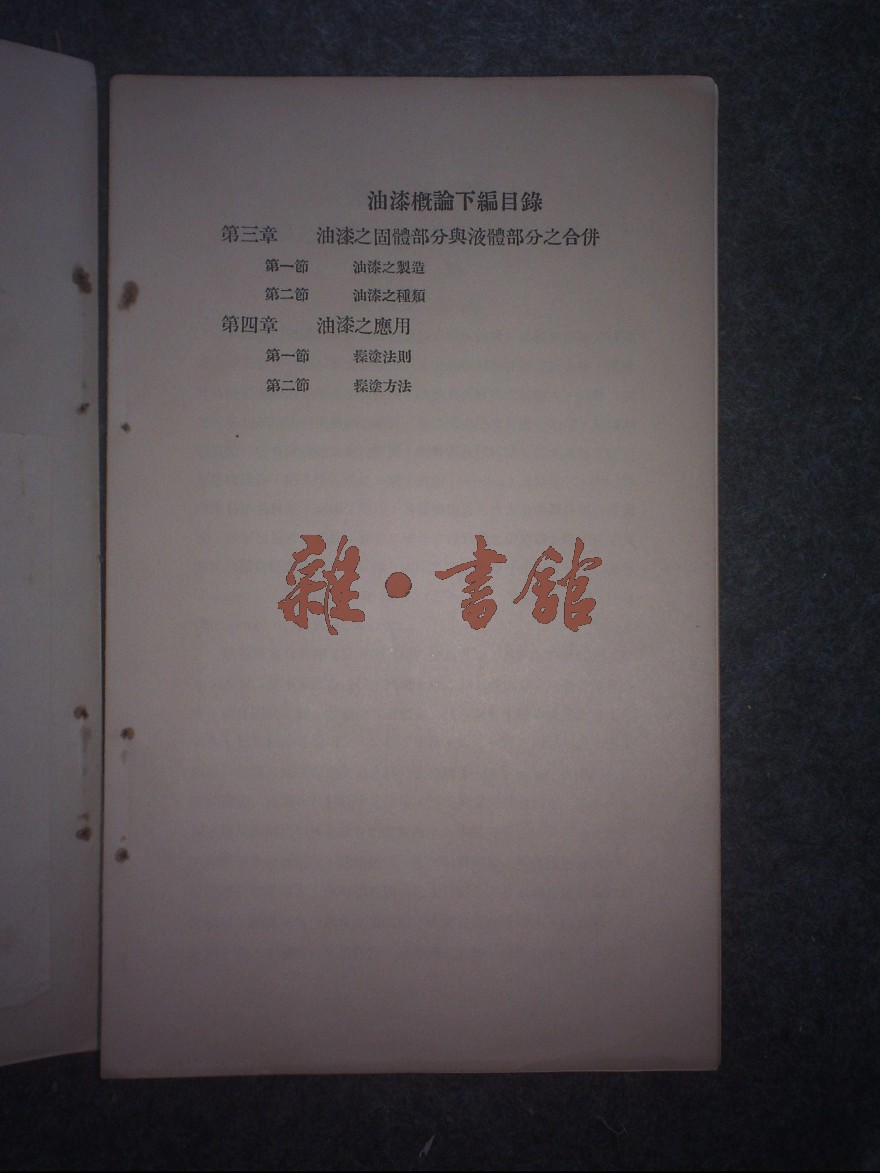 油漆概論下編目錄
第三章 油漆之固體部分與液體部分之合併
第一節 油漆之製造
第二節 油漆之種類
第四章 油漆之應用
第一節 髹塗法則
第二節 髹塗方法
雜·書館